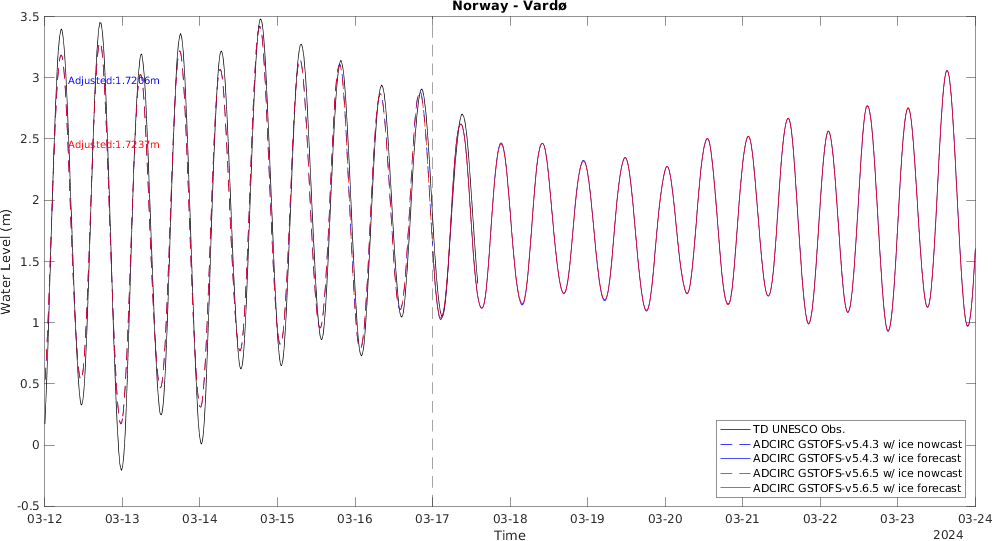 Norway - Vardø
3.5
3
2.5
2
1.5
1
0.5
0
-0.5
Water Level (m)
Adjusted:1.7206m
Adjusted:1.7237m
TD UNESCO Obs.
ADCIRC GSTOFS-v5.4.3 w/ ice nowcast
ADCIRC GSTOFS-v5.4.3 w/ ice forecast
ADCIRC GSTOFS-v5.6.5 w/ ice nowcast
ADCIRC GSTOFS-v5.6.5 w/ ice forecast
03-12 03-13 03-14 03-15 03-16 03-17 03-18 03-19 03-20 03-21 03-22 03-23 03-24
Time
2024